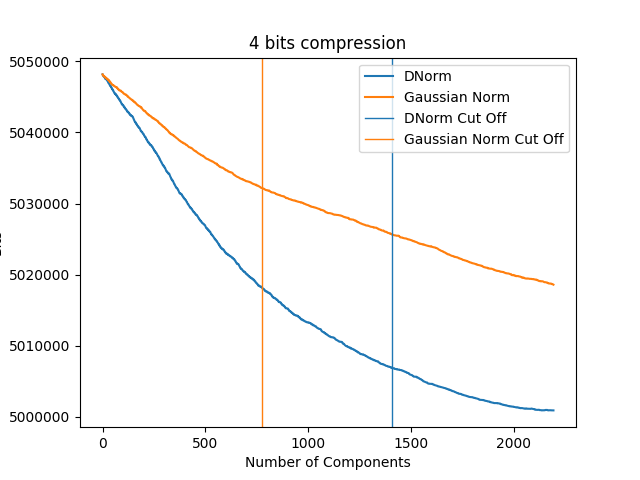 4 bits compression
5050000
5040000
5030000
5020000
5010000
5000000
DNorm
Gaussian Norm
DNorm Cut Off
Gaussian Norm Cut Off
0 500 1000 1500 2000
Number of Components